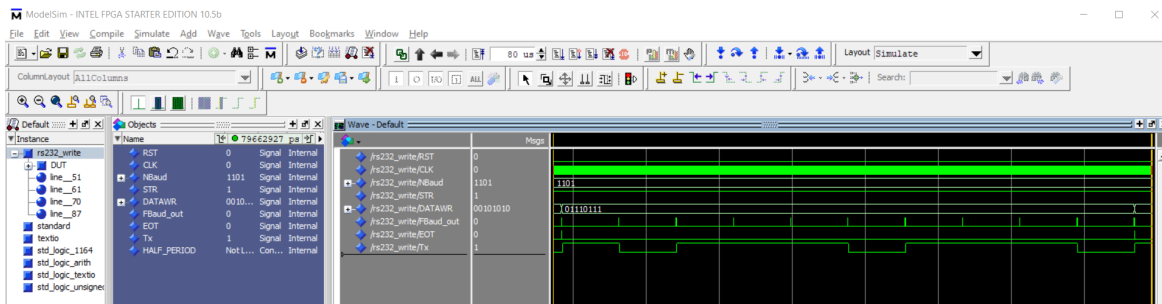 ModelSim - INTEL FPGA STARTER EDITION 10.5b
File Edit View Compile Simulate Add Wave Tools Layout Bookmarks Window Help
80 us Layout Simulate
ColumnLayout AllColumns Search:
Default
Instance
rs232_write
DUT
line__51
line__61
line__70
line__87
standard
textio
std_logic_1164
std_logic_arith
std_logic_textio
std_logic_unsigned
Objects
Name 79662927 ps
RST 0 Signal Internal
CLK 0 Signal Internal
NBaud 1101 Signal Internal
STR 1 Signal Internal
DATAWR 0010... Signal Internal
FBaud_out 0 Signal Internal
EOT 0 Signal Internal
Tx 1 Signal Internal
HALF_PERIOD Not L... Con... Internal
Wave - Default
Msgs
/rs232_write/RST 0
/rs232_write/CLK 0
/rs232_write/NBaud 1101 1101
/rs232_write/STR 1
/rs232_write/DATAWR 00101010 01110111
/rs232_write/FBaud_out 0
/rs232_write/EOT 0
/rs232_write/Tx 1